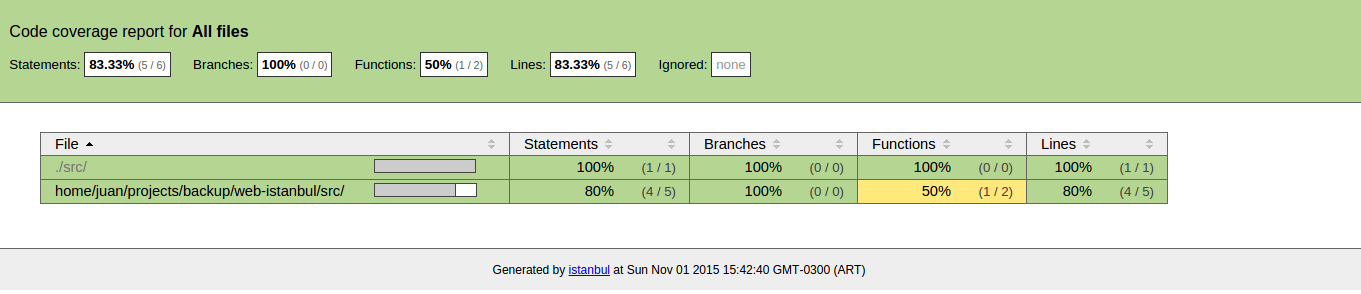 Code coverage report for All files
Statements: 83.33% (5 / 6) Branches: 100% (0 / 0) Functions: 50% (1 / 2) Lines: 83.33% (5 / 6) Ignored: none
File Statements Branches Functions Lines
./src/ 100% (1 / 1) 100% (0 / 0) 100% (0 / 0) 100% (1 / 1)
home/juan/projects/backup/web-istanbul/src/ 80% (4 / 5) 100% (0 / 0) 50% (1 / 2) 80% (4 / 5)
Generated by istanbul at Sun Nov 01 2015 15:42:40 GMT-0300 (ART)